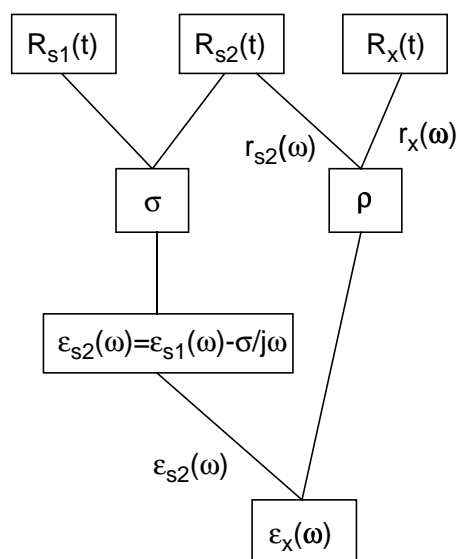 Rs1(t) Rs2(t) Rx(t)
rs2(ω) rx(ω)
σ ρ
εs2(ω)=εs1(ω)-σ/jω
εs2(ω)
εx(ω)